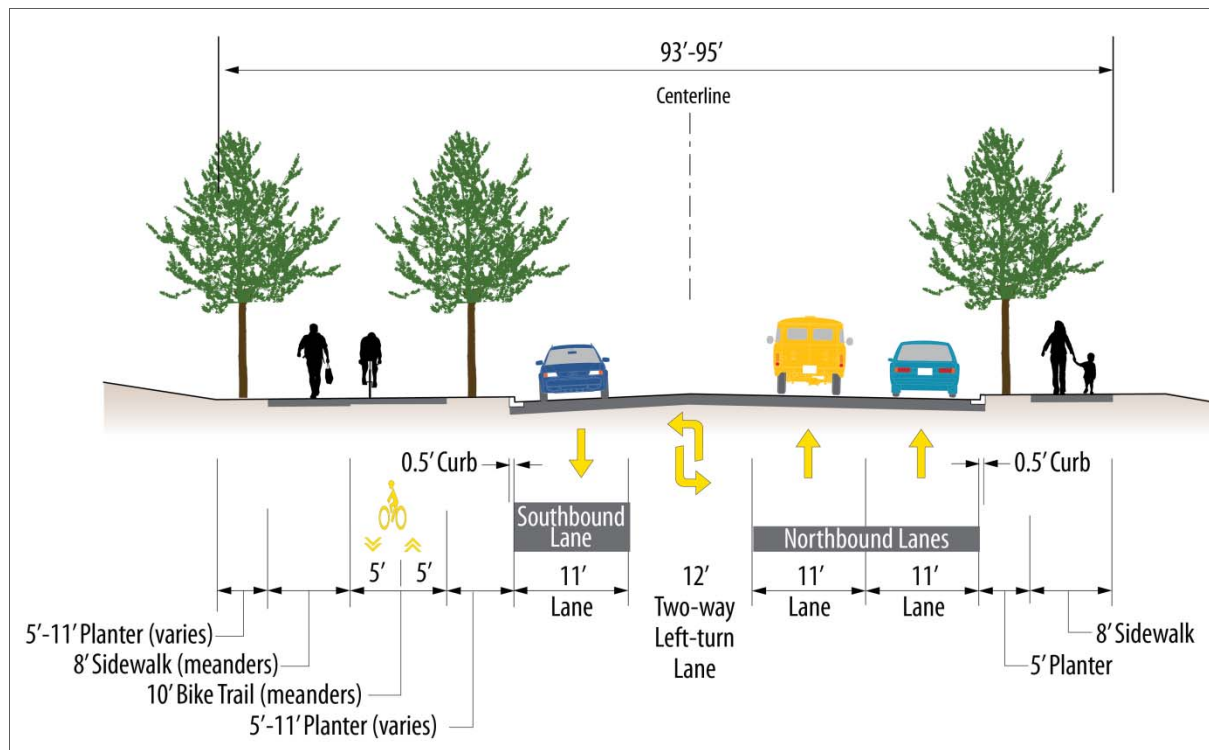 93’-95’
Centerline
0.5’ Curb
0.5’ Curb
Southbound
Lane
Northbound Lanes
5’ 5’
11’
Lane
12’
Two-way
Left-turn
Lane
11’
Lane
11’
Lane
5’-11’ Planter (varies)
8’ Sidewalk (meanders)
10’ Bike Trail (meanders)
5’-11’ Planter (varies)
8’ Sidewalk
5’ Planter